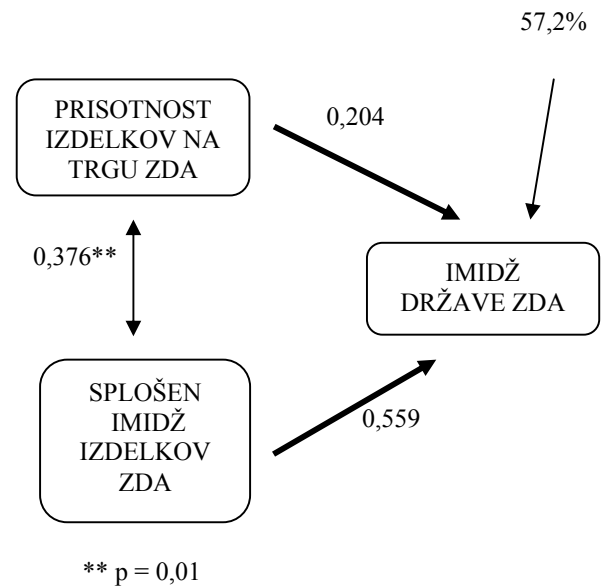 57,2%
PRISOTNOST
IZDELKOV NA
TRGU ZDA
0,204
0,376**
IMIDŽ
DRŽAVE ZDA
SPLOŠEN
IMIDŽ
IZDELKOV
ZDA
0,559
** p = 0,01